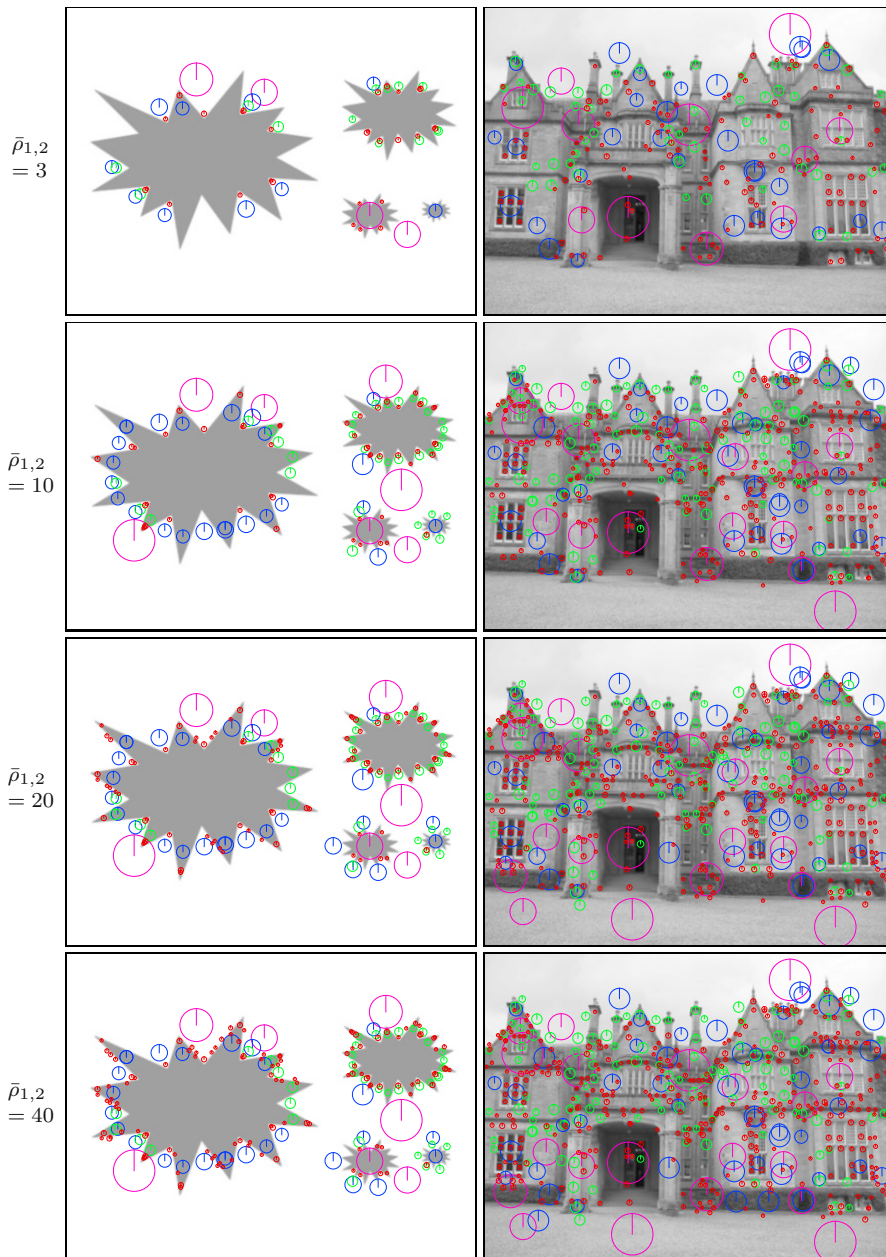 ρ̄₁,₂
= 3
ρ̄₁,₂
= 10
ρ̄₁,₂
= 20
ρ̄₁,₂
= 40